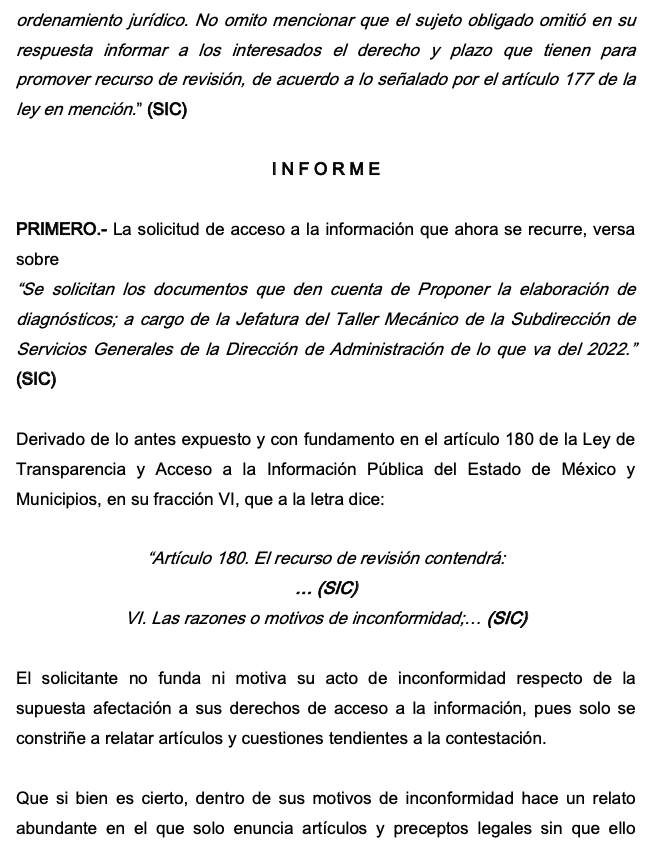 ordenamiento jurídico. No omito mencionar que el sujeto obligado omitió en su
respuesta informar a los interesados el derecho y plazo que tienen para
promover recurso de revisión, de acuerdo a lo señalado por el artículo 177 de la
ley en mención.” (SIC)
I N F O R M E
PRIMERO.- La solicitud de acceso a la información que ahora se recurre, versa
sobre
“Se solicitan los documentos que den cuenta de Proponer la elaboración de
diagnósticos; a cargo de la Jefatura del Taller Mecánico de la Subdirección de
Servicios Generales de la Dirección de Administración de lo que va del 2022.”
(SIC)
Derivado de lo antes expuesto y con fundamento en el artículo 180 de la Ley de
Transparencia y Acceso a la Información Pública del Estado de México y
Municipios, en su fracción VI, que a la letra dice:
“Artículo 180. El recurso de revisión contendrá:
… (SIC)
VI. Las razones o motivos de inconformidad;… (SIC)
El solicitante no funda ni motiva su acto de inconformidad respecto de la
supuesta afectación a sus derechos de acceso a la información, pues solo se
constriñe a relatar artículos y cuestiones tendientes a la contestación.
Que si bien es cierto, dentro de sus motivos de inconformidad hace un relato
abundante en el que solo enuncia artículos y preceptos legales sin que ello